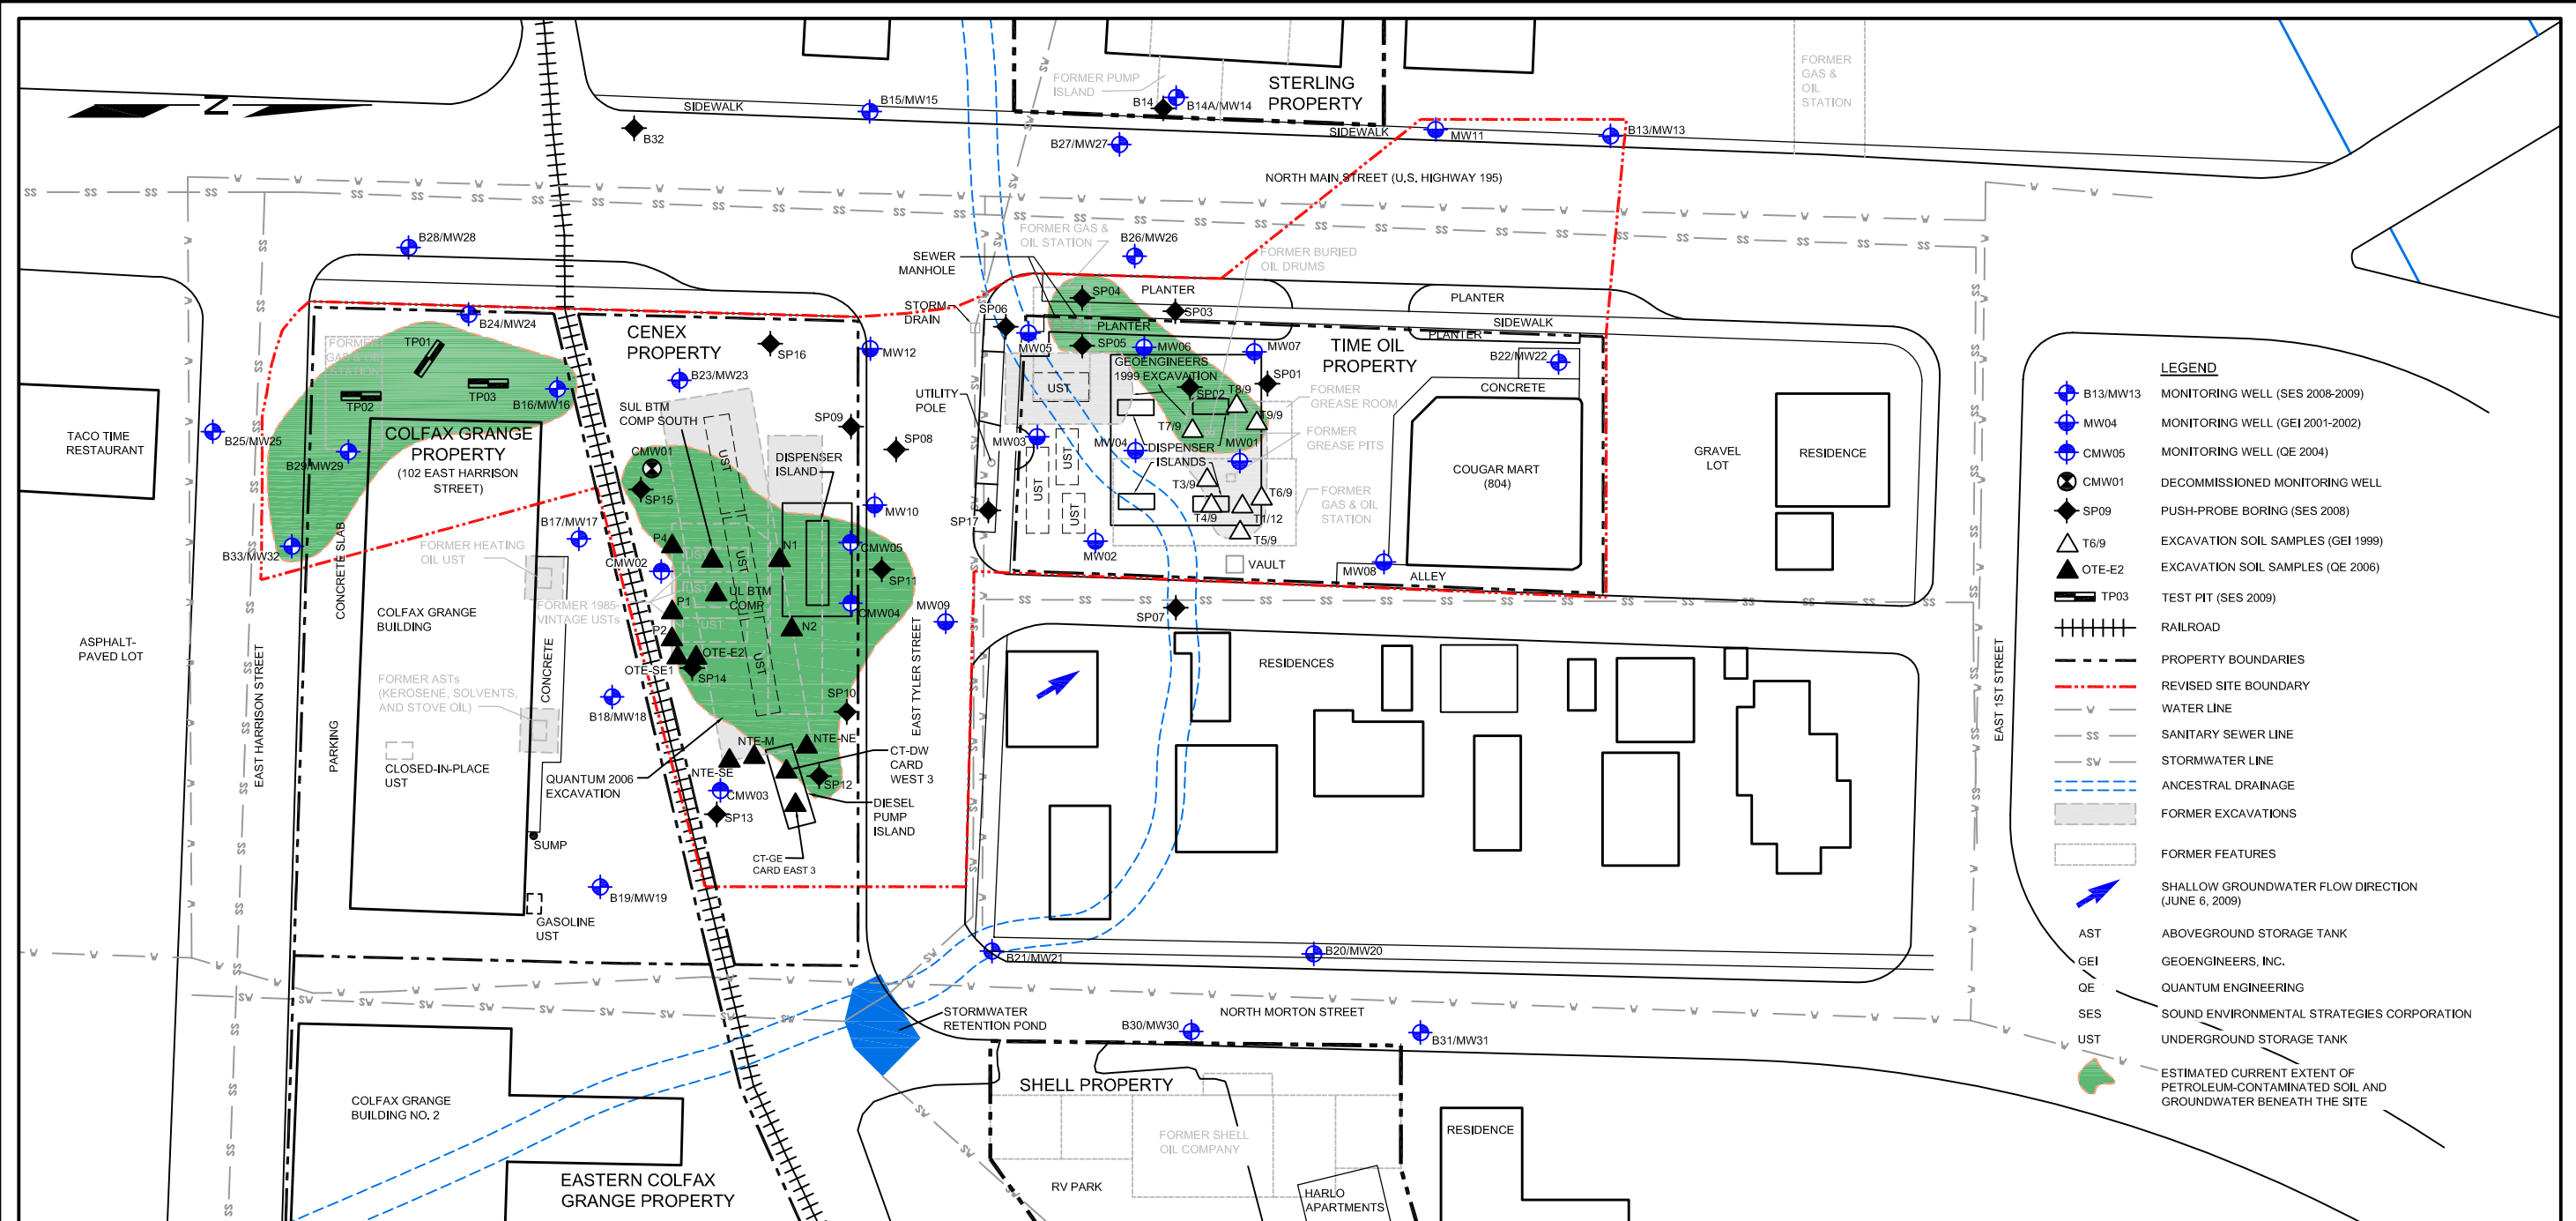 STERLING
PROPERTY
FORMER PUMP
ISLAND
FORMER
GAS &
OIL
STATION
N
SIDEWALK
B15/MW15
B32
B14
B14A/MW14
B27/MW27
SIDEWALK
MW11
B13/MW13
NORTH MAIN STREET (U.S. HIGHWAY 195)
B28/MW28
FORMER GAS &
OIL STATION
B26/MW26
SEWER
MANHOLE
FORMER BURIED
OIL DRUMS
STORM
DRAIN
SP06
SP04
PLANTER
SP03
PLANTER
PLANTER
SIDEWALK
PLANTER
B24/MW24
CENEX
PROPERTY
SP16
MW12
MW05
SP05
MW06
MW07
TIME OIL
PROPERTY
B22/MW22
FORMER
GAS & OIL
STATION
TP01
TP02
TP03
B16/MW16
B23/MW23
GEOENGINEERS
1999 EXCAVATION
UST
SP02
T8/9
SP01
T9/9
CONCRETE
FORMER
GREASE ROOM
UTILITY
POLE
SUL BTM
COMP SOUTH
SP09
SP08
TACO TIME
RESTAURANT
B25/MW25
COLFAX GRANGE
PROPERTY
(102 EAST HARRISON
STREET)
B29/MW29
CMW01
SP15
UST
DISPENSER
ISLAND
MW03
MW04
T7/9
DISPENSER
ISLANDS
MW01
FORMER
GREASE PITS
UST
UST
UST
T3/9
T4/9
T6/9
T1/12
T5/9
FORMER
GAS & OIL
STATION
COUGAR MART
(804)
GRAVEL
LOT
RESIDENCE
MW10
SP17
MW02
VAULT
MW08
ALLEY
SP07
B33/MW32
B17/MW17
P4
N1
CMW05
SP11
CMW02
UST
UST
UST
UST
UST
UL BTM
COMP
P1
P2
N2
CMW04
MW09
FORMER HEATING
OIL UST
FORMER 1985-
VINTAGE USTs
CONCRETE SLAB
COLFAX GRANGE
BUILDING
ASPHALT-
PAVED LOT
EAST HARRISON STREET
PARKING
CONCRETE
OTE-SE1
OTE-E2
SP14
SP10
EAST TYLER STREET
RESIDENCES
EAST 1ST STREET
FORMER ASTs
(KEROSENE, SOLVENTS,
AND STOVE OIL)
B18/MW18
CLOSED-IN-PLACE
UST
QUANTUM 2006
EXCAVATION
NTE-M
NTE-NE
NTE-SE
CT-DW
CARD
WEST 3
SP12
CMW03
SP13
DIESEL
PUMP
ISLAND
CT-GE
CARD EAST 3
SUMP
B19/MW19
GASOLINE
UST
B21/MW21
B20/MW20
STORMWATER
RETENTION POND
NORTH MORTON STREET
B30/MW30
B31/MW31
COLFAX GRANGE
BUILDING NO. 2
SHELL PROPERTY
FORMER SHELL
OIL COMPANY
RV PARK
HARLO
APARTMENTS
RESIDENCE
EASTERN COLFAX
GRANGE PROPERTY
LEGEND
B13/MW13 MONITORING WELL (SES 2008-2009)
MW04 MONITORING WELL (GEI 2001-2002)
CMW05 MONITORING WELL (QE 2004)
CMW01 DECOMMISSIONED MONITORING WELL
SP09 PUSH-PROBE BORING (SES 2008)
T6/9 EXCAVATION SOIL SAMPLES (GEI 1999)
OTE-E2 EXCAVATION SOIL SAMPLES (QE 2006)
TP03 TEST PIT (SES 2009)
RAILROAD
PROPERTY BOUNDARIES
REVISED SITE BOUNDARY
W WATER LINE
SS SANITARY SEWER LINE
SW STORMWATER LINE
ANCESTRAL DRAINAGE
FORMER EXCAVATIONS
FORMER FEATURES
SHALLOW GROUNDWATER FLOW DIRECTION
(JUNE 6, 2009)
AST ABOVEGROUND STORAGE TANK
GEI GEOENGINEERS, INC.
QE QUANTUM ENGINEERING
SES SOUND ENVIRONMENTAL STRATEGIES CORPORATION
UST UNDERGROUND STORAGE TANK
ESTIMATED CURRENT EXTENT OF
PETROLEUM-CONTAMINATED SOIL AND
GROUNDWATER BENEATH THE SITE